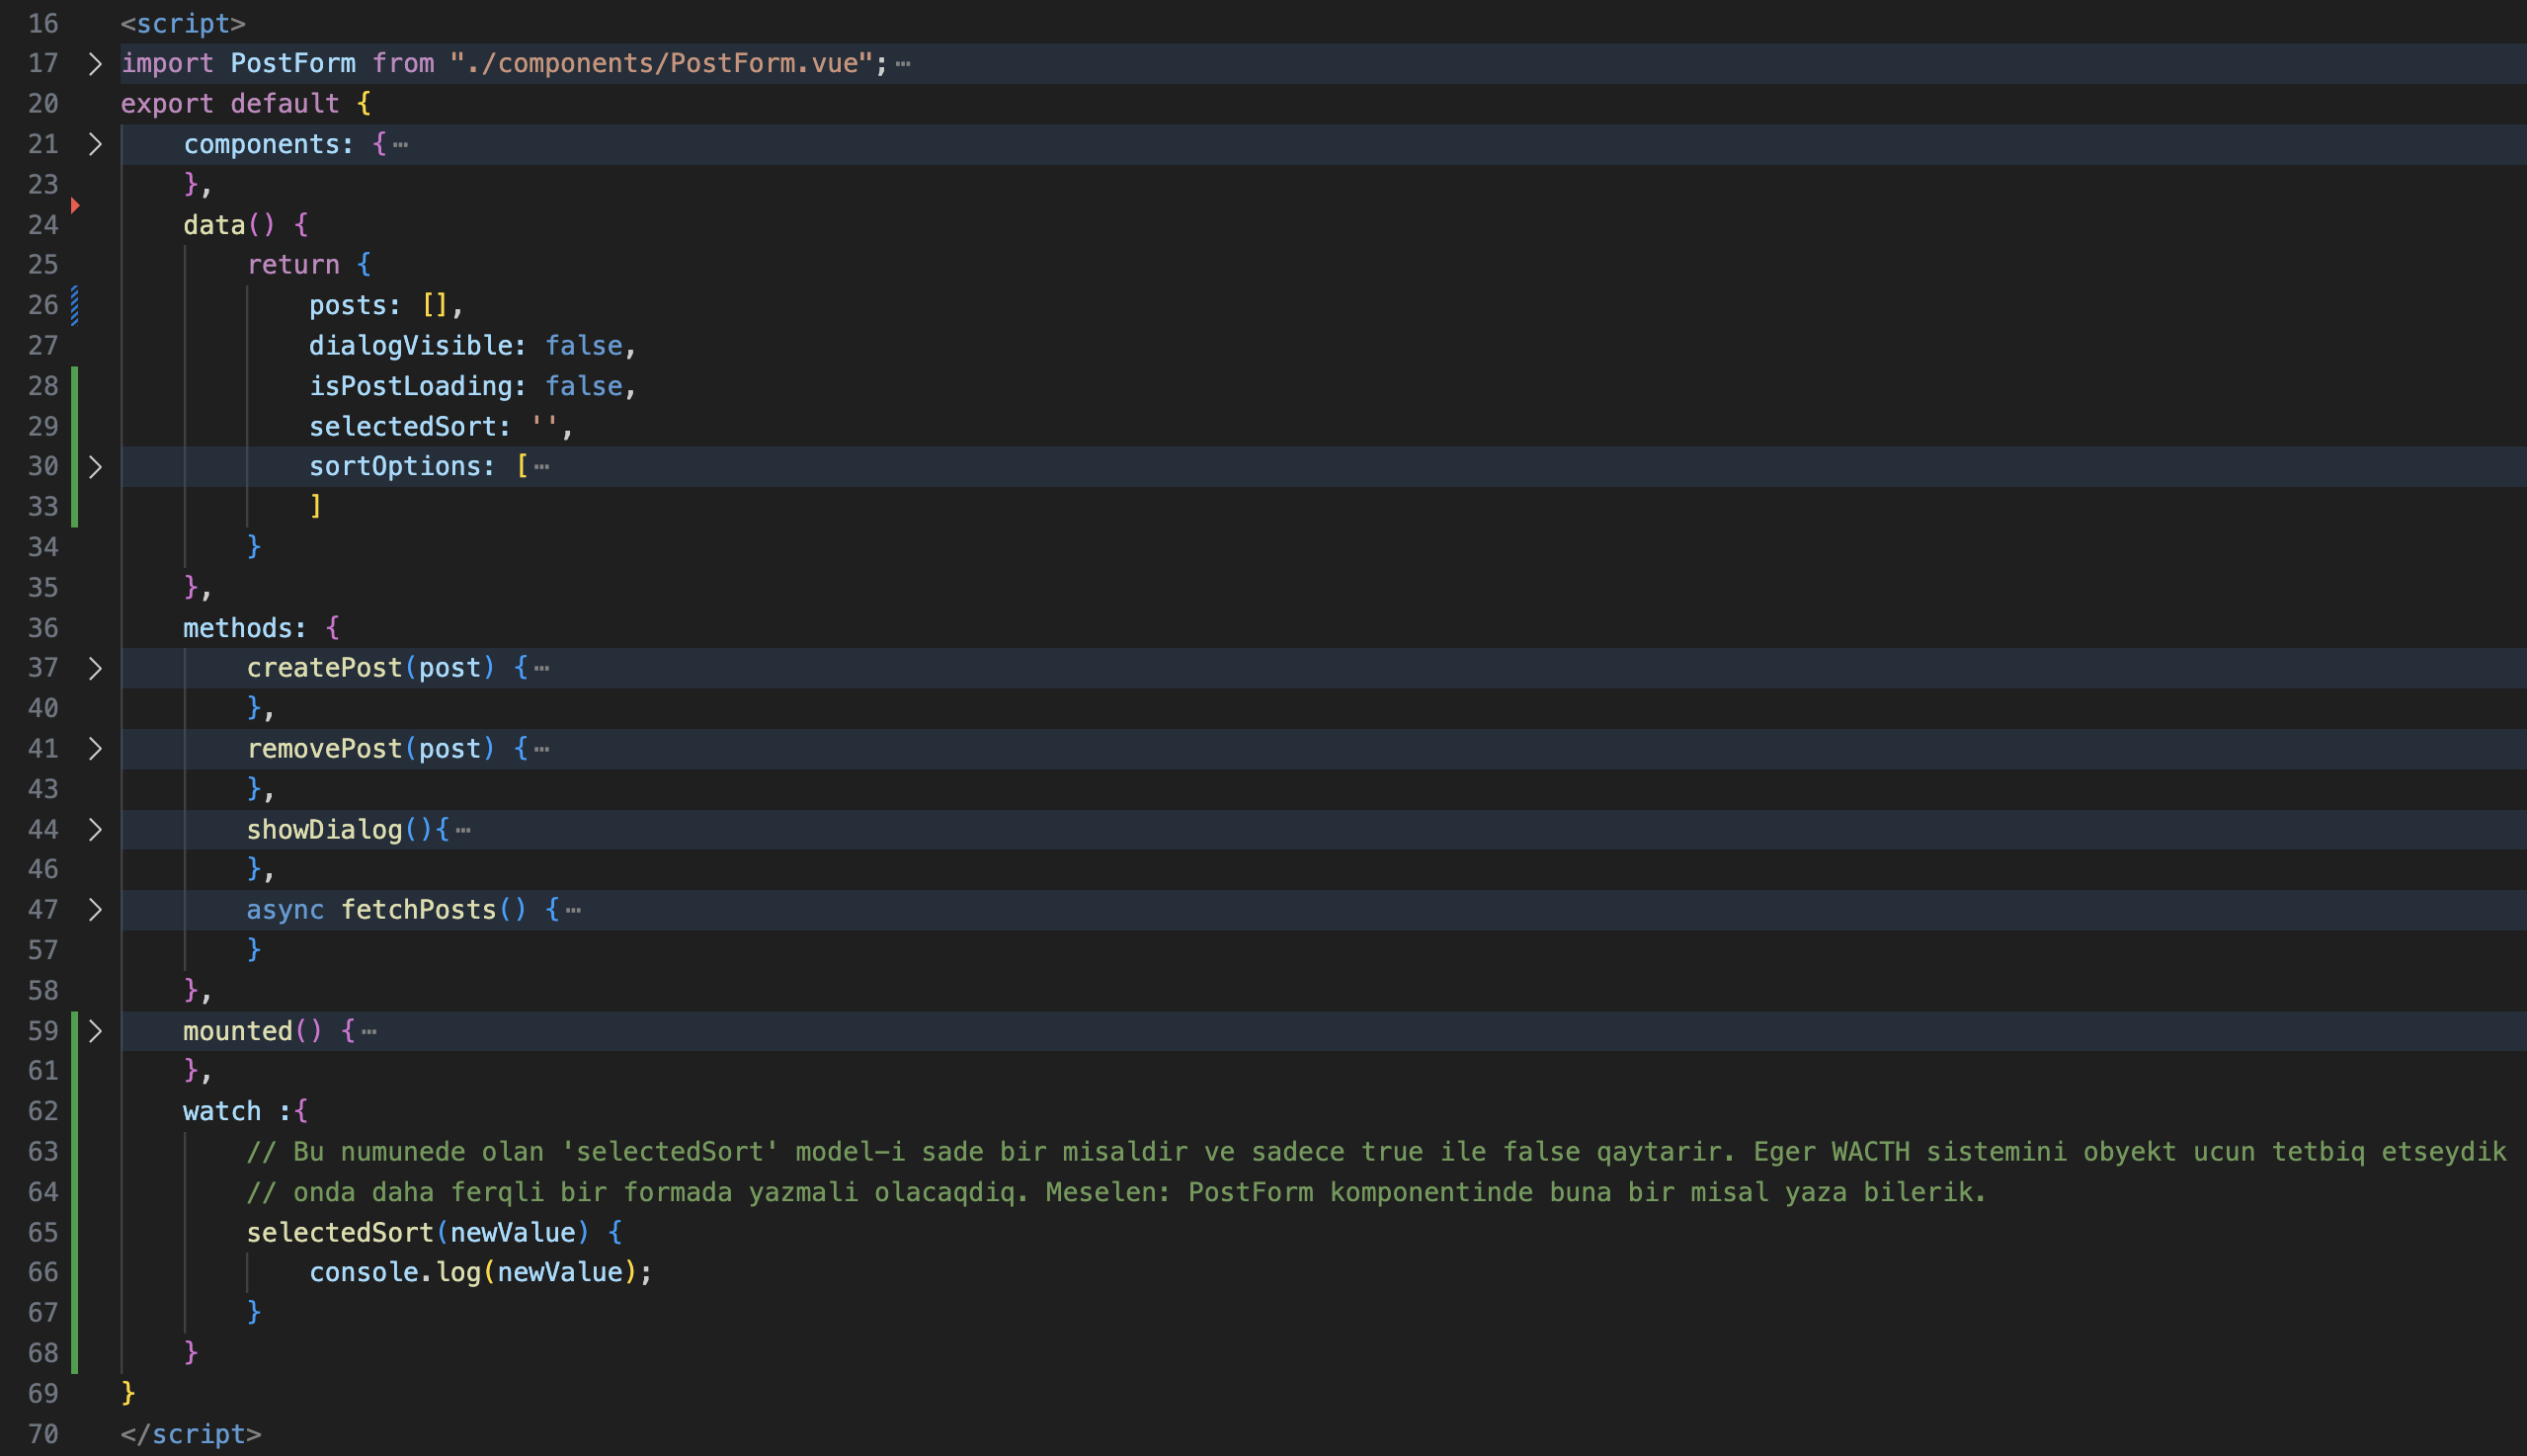 16 <script>
17 import PostForm from "./components/PostForm.vue";…
20 export default {
21 components: {…
23 },
24 data() {
25 return {
26 posts: [],
27 dialogVisible: false,
28 isPostLoading: false,
29 selectedSort: '',
30 sortOptions: […
33 ]
34 }
35 },
36 methods: {
37 createPost(post) {…
40 },
41 removePost(post) {…
43 },
44 showDialog(){…
46 },
47 async fetchPosts() {…
57 }
58 },
59 mounted() {…
61 },
62 watch :{
63 // Bu numunede olan 'selectedSort' model-i sade bir misaldir ve sadece true ile false qaytarir. Eger WACTH sistemini obyekt ucun tetbiq etseydik
64 // onda daha ferqli bir formada yazmali olacaqdiq. Meselen: PostForm komponentinde buna bir misal yaza bilerik.
65 selectedSort(newValue) {
66 console.log(newValue);
67 }
68 }
69 }
70 </script>